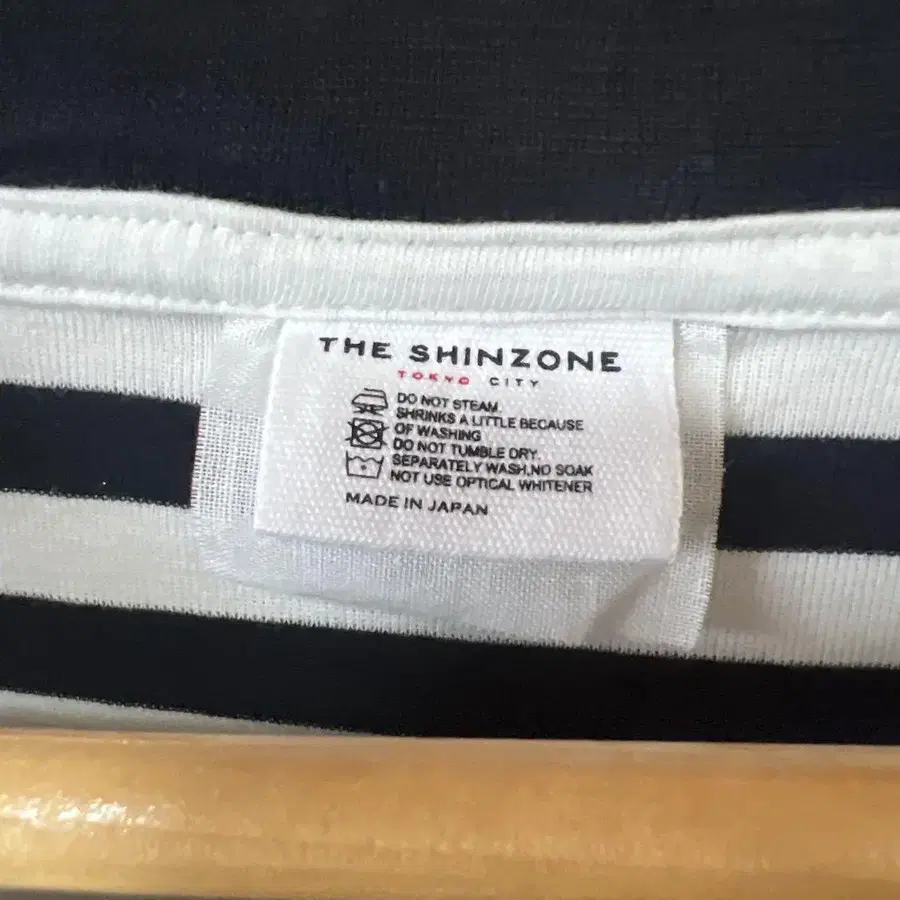 THE SHINZONE
TOKYO CITY
DO NOT STEAM.
SHRINKS A LITTLE BECAUSE
OF WASHING
DO NOT TUMBLE DRY.
SEPARATELY WASH.NO SOAK
NOT USE OPTICAL WHITENER
MADE IN JAPAN